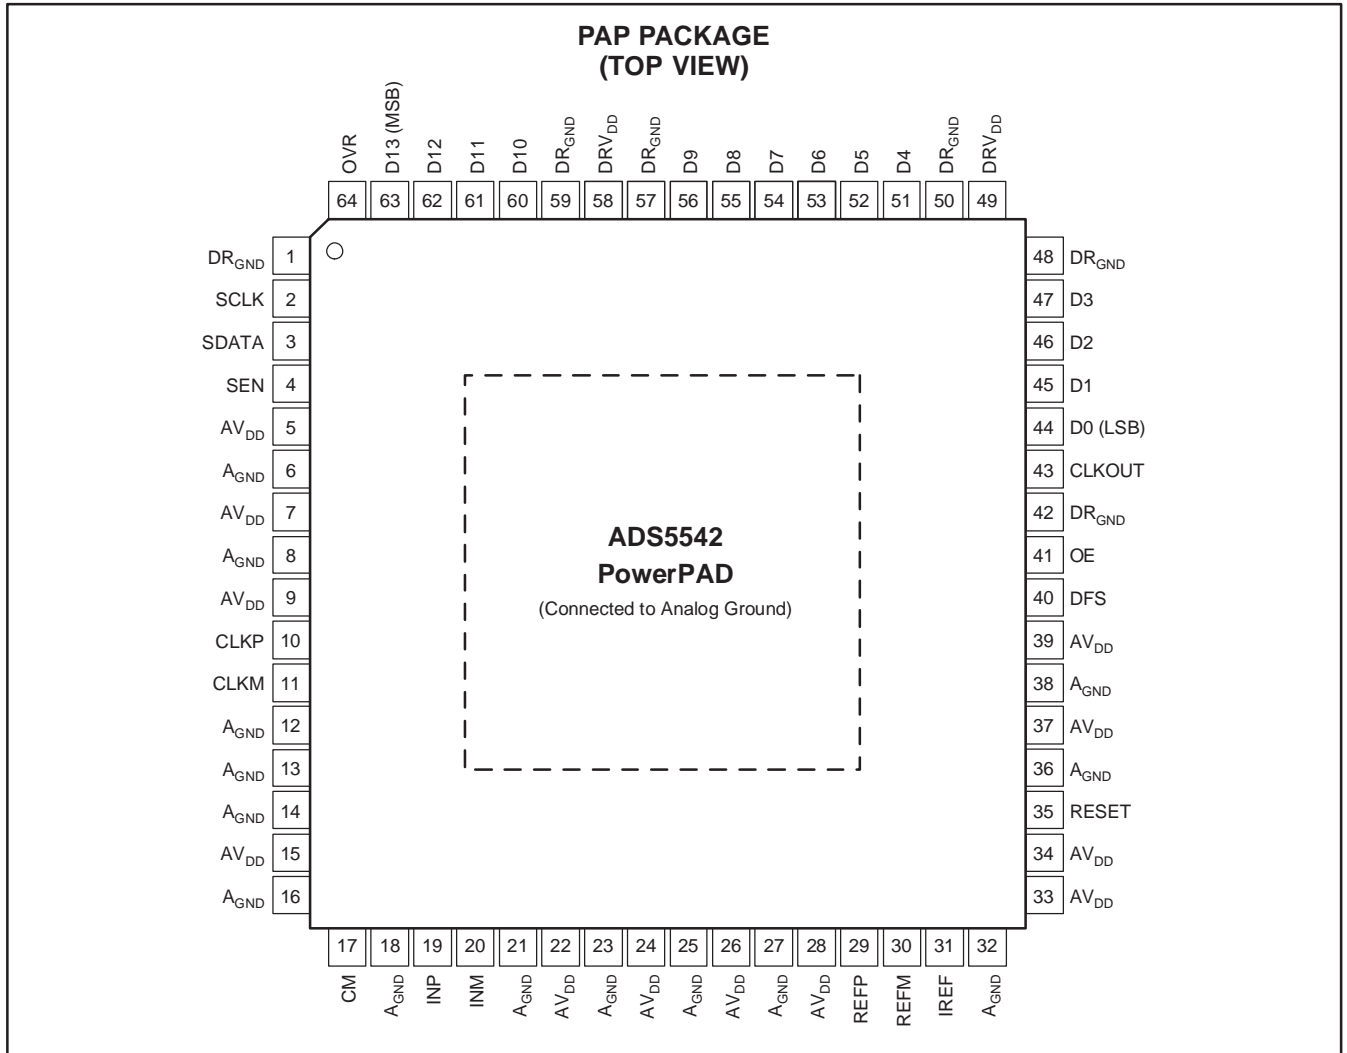 PAP PACKAGE
(TOP VIEW)
OVR
D13 (MSB)
D12
D11
D10
DRGND
DRVDD
DRGND
D9
D8
D7
D6
D5
D4
DRGND
DRVDD
64 63 62 61 60 59 58 57 56 55 54 53 52 51 50 49
DRGND 1
SCLK 2
SDATA 3
SEN 4
AVDD 5
AGND 6
AVDD 7
AGND 8
AVDD 9
CLKP 10
CLKM 11
AGND 12
AGND 13
AGND 14
AVDD 15
AGND 16
48 DRGND
47 D3
46 D2
45 D1
44 D0 (LSB)
43 CLKOUT
42 DRGND
41 OE
40 DFS
39 AVDD
38 AGND
37 AVDD
36 AGND
35 RESET
34 AVDD
33 AVDD
ADS5542
PowerPAD
(Connected to Analog Ground)
17 18 19 20 21 22 23 24 25 26 27 28 29 30 31 32
CM
AGND
INP
INM
AGND
AVDD
AGND
AVDD
AGND
AVDD
AGND
AVDD
REFP
REFM
IREF
AGND